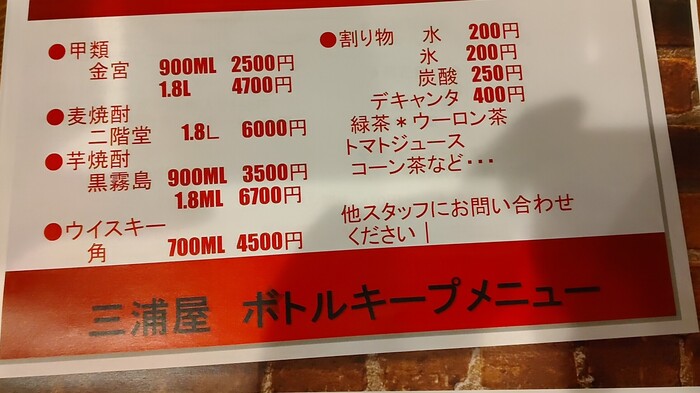 ●甲類
金宮 900ML 2500円
1.8L 4700円
●麦焼酎
二階堂 1.8L 6000円
●芋焼酎
黒霧島 900ML 3500円
1.8ML 6700円
●ウイスキー
角 700ML 4500円
●割り物 水 200円
氷 200円
炭酸 250円
デキャンタ 400円
緑茶＊ウーロン茶
トマトジュース
コーン茶など・・・
他スタッフにお問い合わせ
ください｜
三浦屋 ボトルキープメニュー